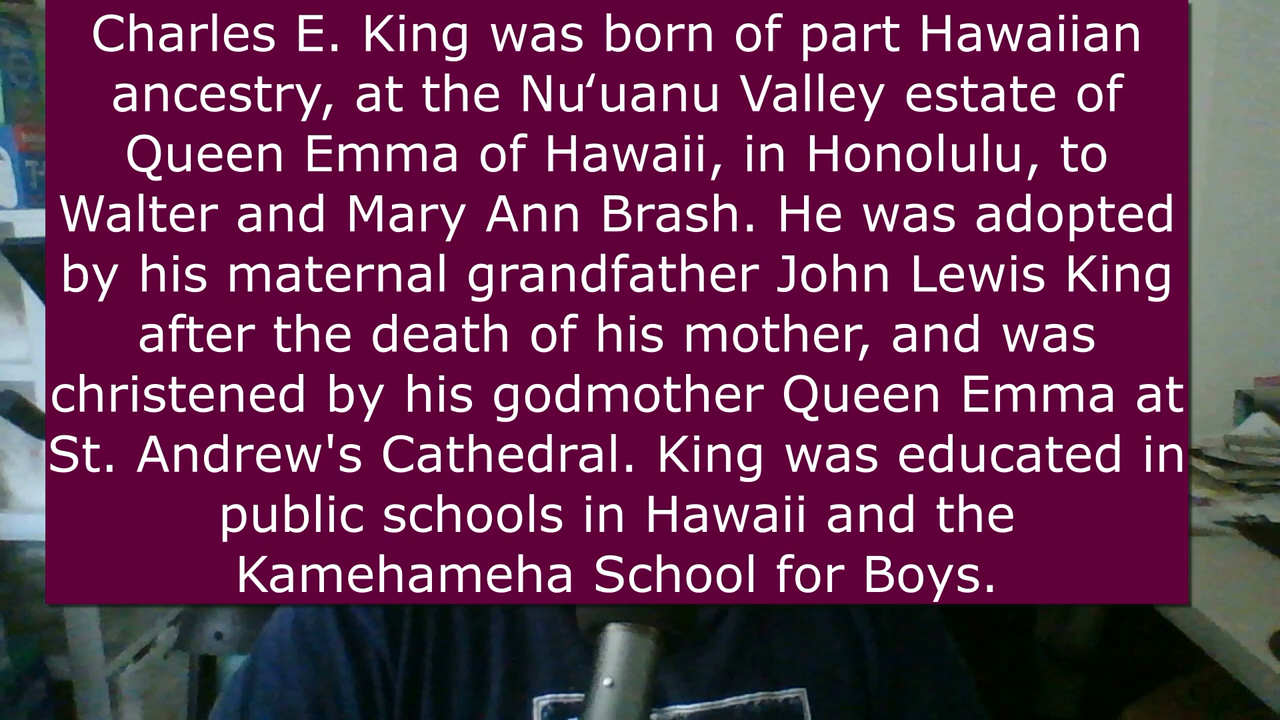 Charles E. King was born of part Hawaiian
ancestry, at the Nuʻuanu Valley estate of
Queen Emma of Hawaii, in Honolulu, to
Walter and Mary Ann Brash. He was adopted
by his maternal grandfather John Lewis King
after the death of his mother, and was
christened by his godmother Queen Emma at
St. Andrew's Cathedral. King was educated in
public schools in Hawaii and the
Kamehameha School for Boys.